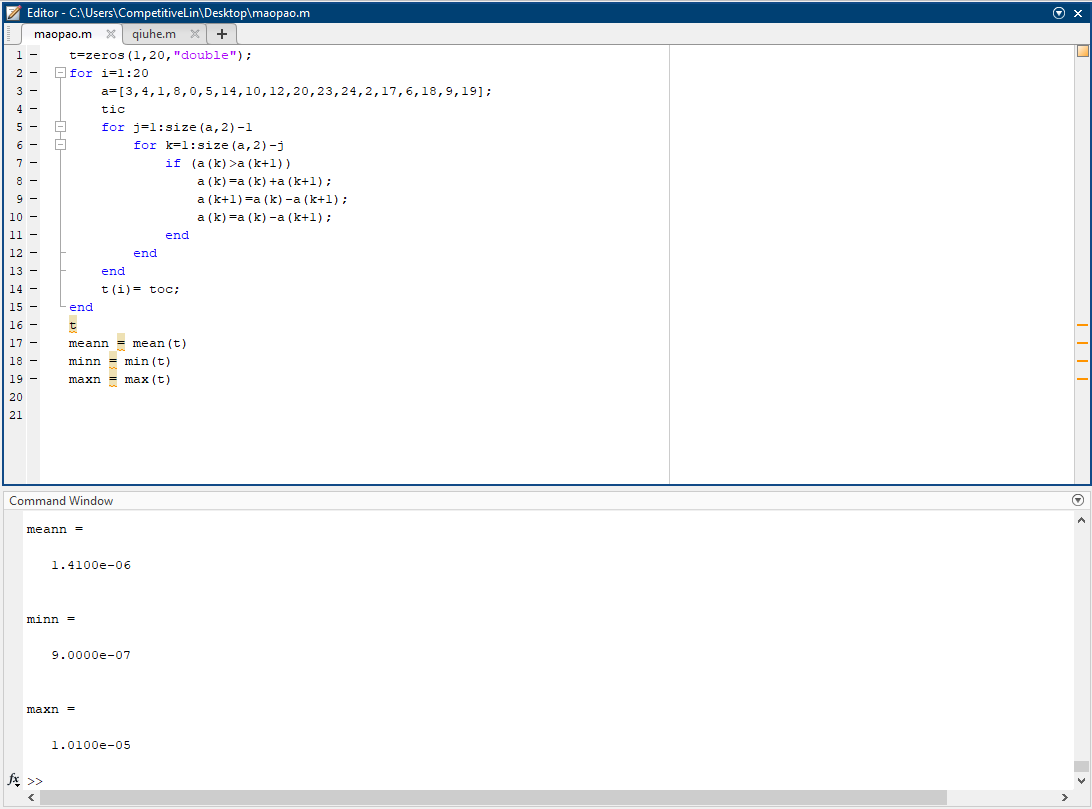 Editor - C:\Users\CompetitiveLin\Desktop\maopao.m
maopao.m qiuhe.m +
1 t=zeros(1,20,"double");
2 for i=1:20
3 a=[3,4,1,8,0,5,14,10,12,20,23,24,2,17,6,18,9,19];
4 tic
5 for j=1:size(a,2)-1
6 for k=1:size(a,2)-j
7 if (a(k)>a(k+1))
8 a(k)=a(k)+a(k+1);
9 a(k+1)=a(k)-a(k+1);
10 a(k)=a(k)-a(k+1);
11 end
12 end
13 end
14 t(i)= toc;
15 end
16 t
17 meann = mean(t)
18 minn = min(t)
19 maxn = max(t)
20
21
Command Window
meann =
1.4100e-06
minn =
9.0000e-07
maxn =
1.0100e-05
fx >>